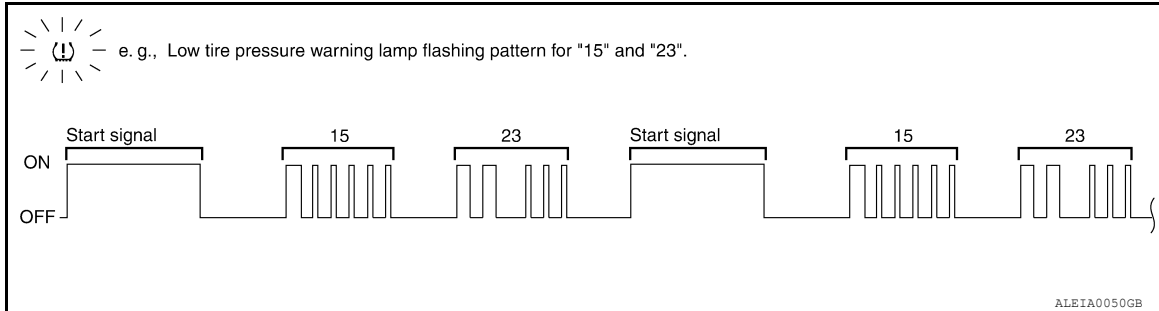 e. g., Low tire pressure warning lamp flashing pattern for "15" and "23".
Start signal 15 23 Start signal 15 23
ON
OFF
ALEIA0050GB